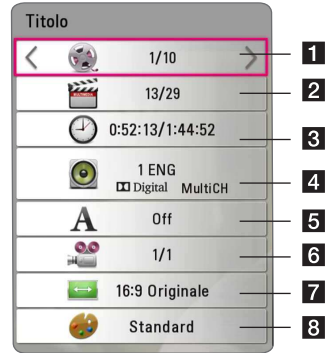 Titolo
1/10 1
13/29 2
0:52:13/1:44:52 3
1 ENG
Digital MultiCH 4
A Off 5
1/1 6
16:9 Originale 7
Standard 8